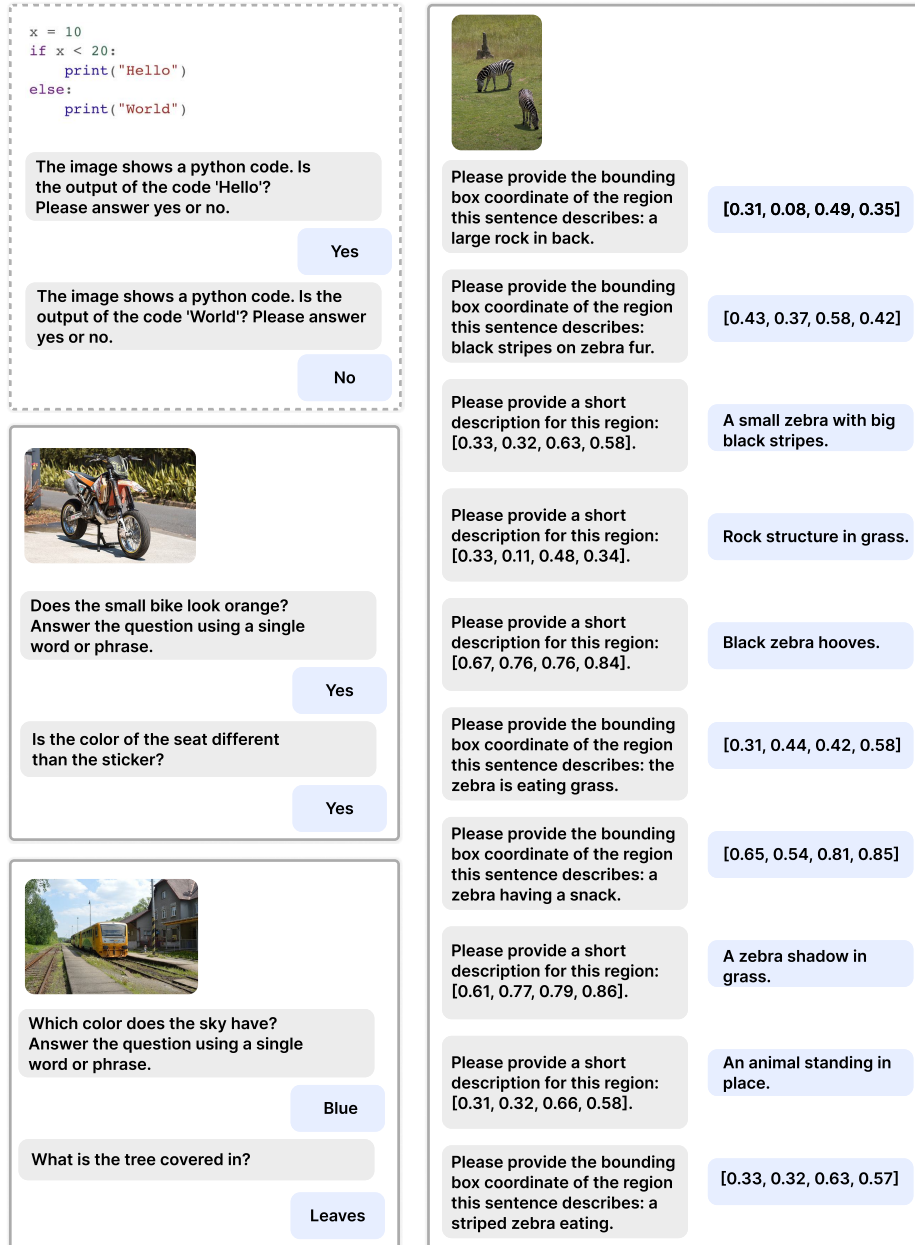 x = 10
if x < 20:
    print("Hello")
else:
    print("World")
The image shows a python code. Is
the output of the code 'Hello'?
Please answer yes or no.
Yes
The image shows a python code. Is the
output of the code 'World'? Please answer
yes or no.
No
Does the small bike look orange?
Answer the question using a single
word or phrase.
Yes
Is the color of the seat different
than the sticker?
Yes
Which color does the sky have?
Answer the question using a single
word or phrase.
Blue
What is the tree covered in?
Leaves
Please provide the bounding
box coordinate of the region
this sentence describes: a
large rock in back.
[0.31, 0.08, 0.49, 0.35]
Please provide the bounding
box coordinate of the region
this sentence describes:
black stripes on zebra fur.
[0.43, 0.37, 0.58, 0.42]
Please provide a short
description for this region:
[0.33, 0.32, 0.63, 0.58].
A small zebra with big
black stripes.
Please provide a short
description for this region:
[0.33, 0.11, 0.48, 0.34].
Rock structure in grass.
Please provide a short
description for this region:
[0.67, 0.76, 0.76, 0.84].
Black zebra hooves.
Please provide the bounding
box coordinate of the region
this sentence describes: the
zebra is eating grass.
[0.31, 0.44, 0.42, 0.58]
Please provide the bounding
box coordinate of the region
this sentence describes: a
zebra having a snack.
[0.65, 0.54, 0.81, 0.85]
Please provide a short
description for this region:
[0.61, 0.77, 0.79, 0.86].
A zebra shadow in
grass.
Please provide a short
description for this region:
[0.31, 0.32, 0.66, 0.58].
An animal standing in
place.
Please provide the bounding
box coordinate of the region
this sentence describes: a
striped zebra eating.
[0.33, 0.32, 0.63, 0.57]